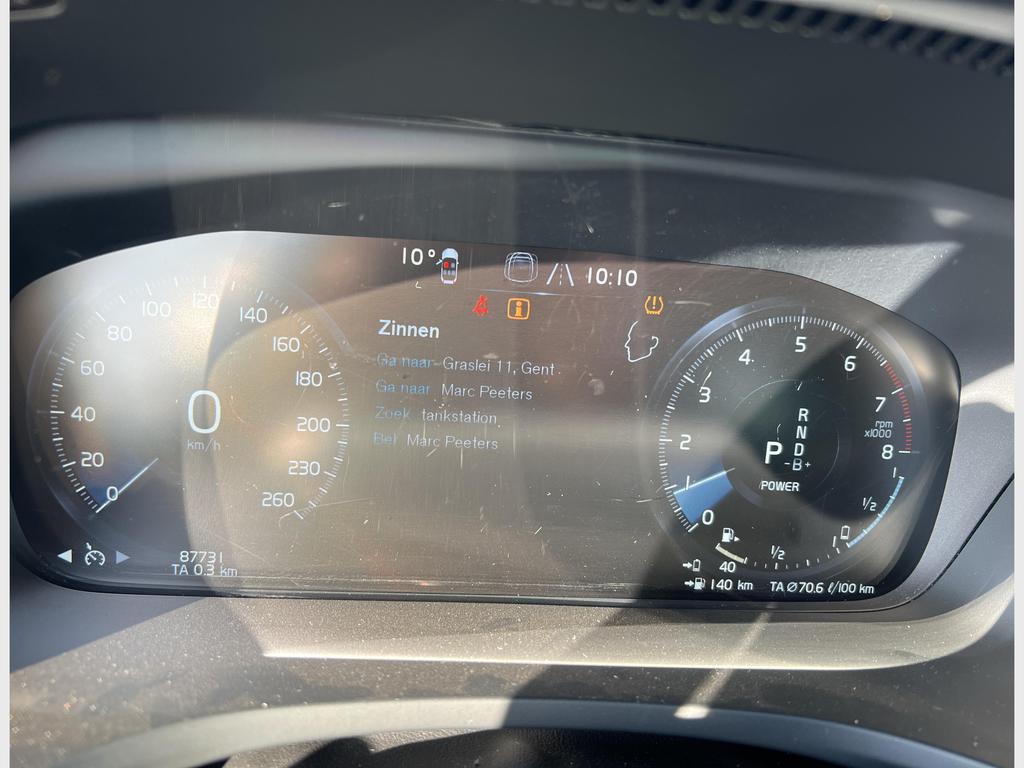 10°
10:10
Zinnen
Ga naar Graslei 11, Gent
Ga naar Marc Peeters
Zoek tankstation
Bel Marc Peeters
0
20
40
60
80
100
120
140
160
180
200
230
260
0
km/h
87731
TA 0.3 km
0
1
2
3
4
5
6
7
8
rpm
x1000
R
N
D
P -B+
POWER
1
1/2
1/2
1
40
140 km
TA Ø70.6 ℓ/100 km